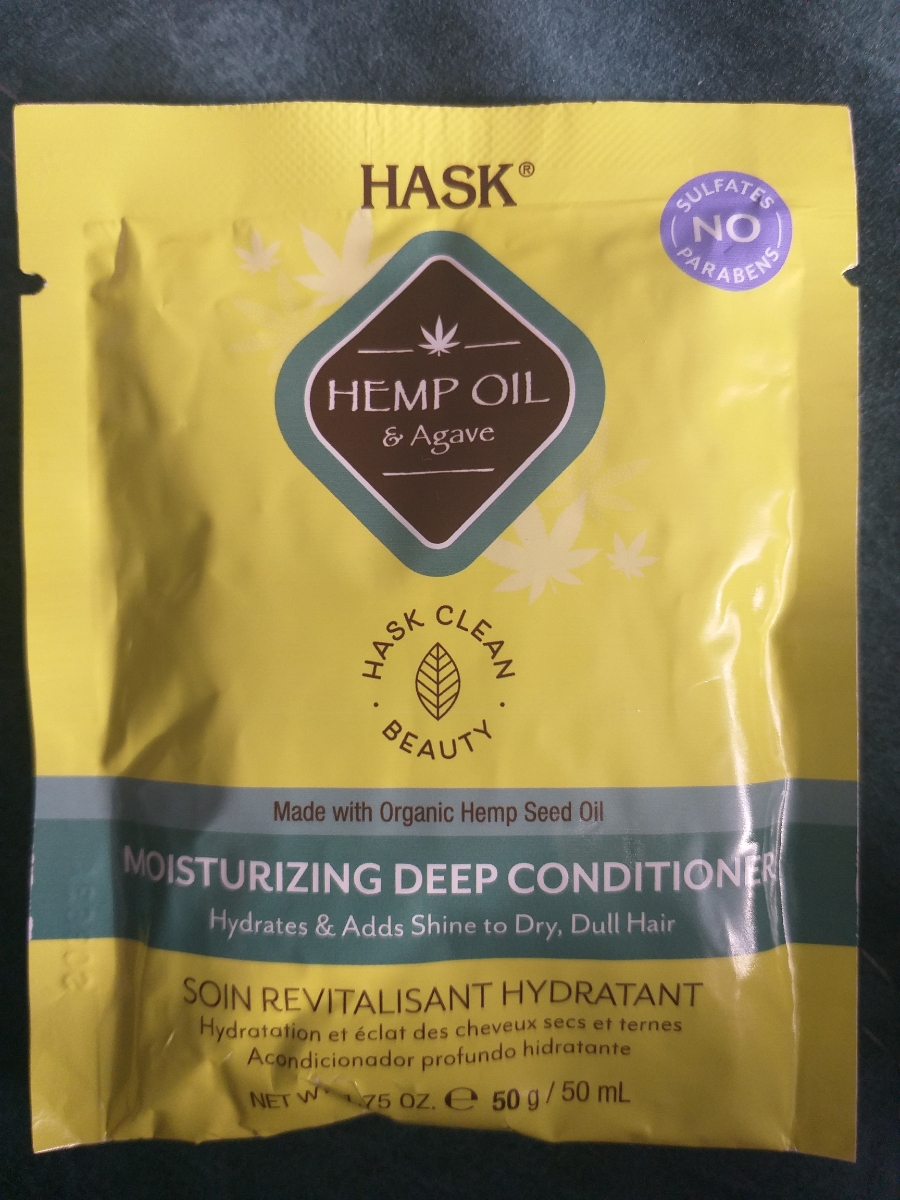 HASK®
SULFATES
NO
PARABENS
HEMP OIL
& Agave
HASK CLEAN
BEAUTY
Made with Organic Hemp Seed Oil
MOISTURIZING DEEP CONDITIONER
Hydrates & Adds Shine to Dry, Dull Hair
SOIN REVITALISANT HYDRATANT
Hydratation et éclat des cheveux secs et ternes
Acondicionador profundo hidratante
NET .75 OZ. ℮ 50 g / 50 mL